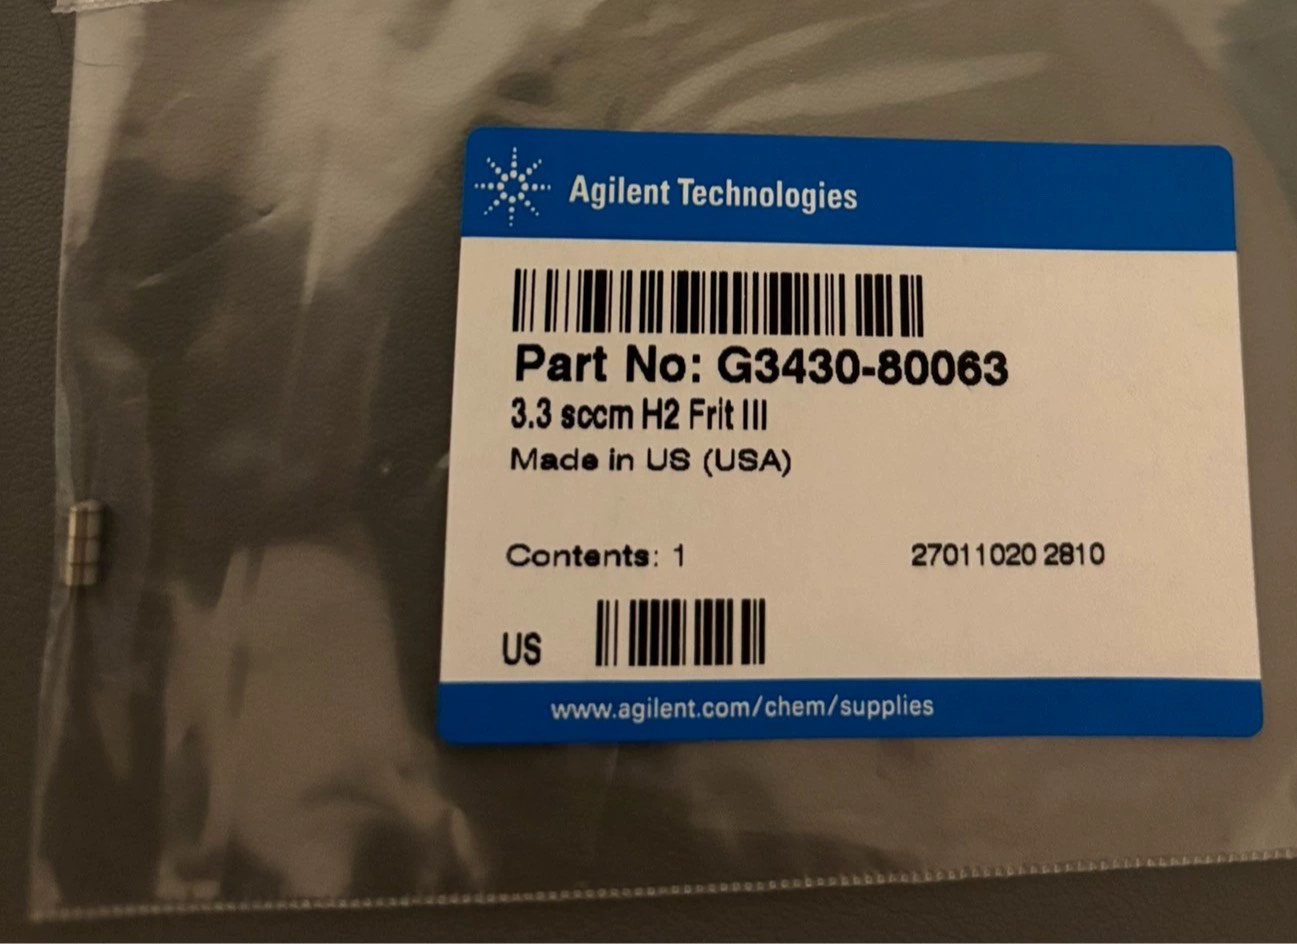 Agilent Technologies
Part No: G3430-80063
3.3 sccm H2 Frit III
Made in US (USA)
Contents: 1 27011020 2810
US
www.agilent.com/chem/supplies